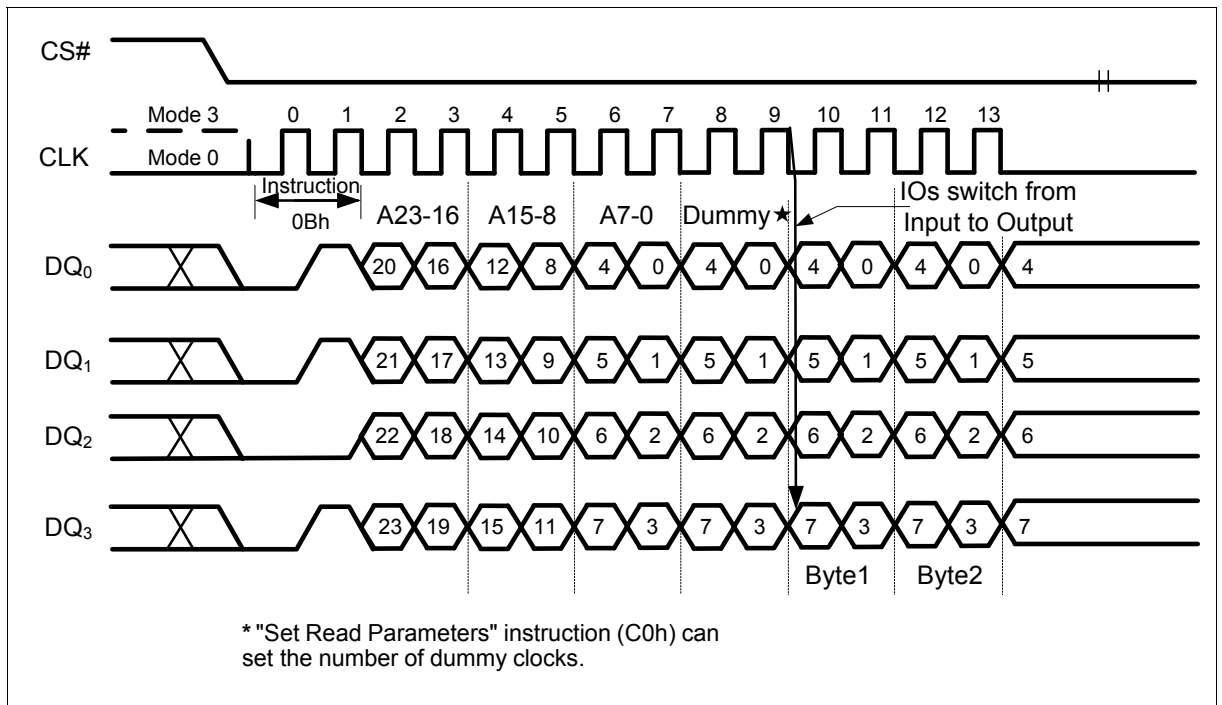 CS#
Mode 3
0 1 2 3 4 5 6 7 8 9 10 11 12 13
CLK
Mode 0
Instruction
0Bh
A23-16 A15-8 A7-0 Dummy★
IOs switch from
Input to Output
DQ0 20 16 12 8 4 0 4 0 4 0 4 0 4
DQ1 21 17 13 9 5 1 5 1 5 1 5 1 5
DQ2 22 18 14 10 6 2 6 2 6 2 6 2 6
DQ3 23 19 15 11 7 3 7 3 7 3 7 3 7
Byte1 Byte2
* "Set Read Parameters" instruction (C0h) can
set the number of dummy clocks.